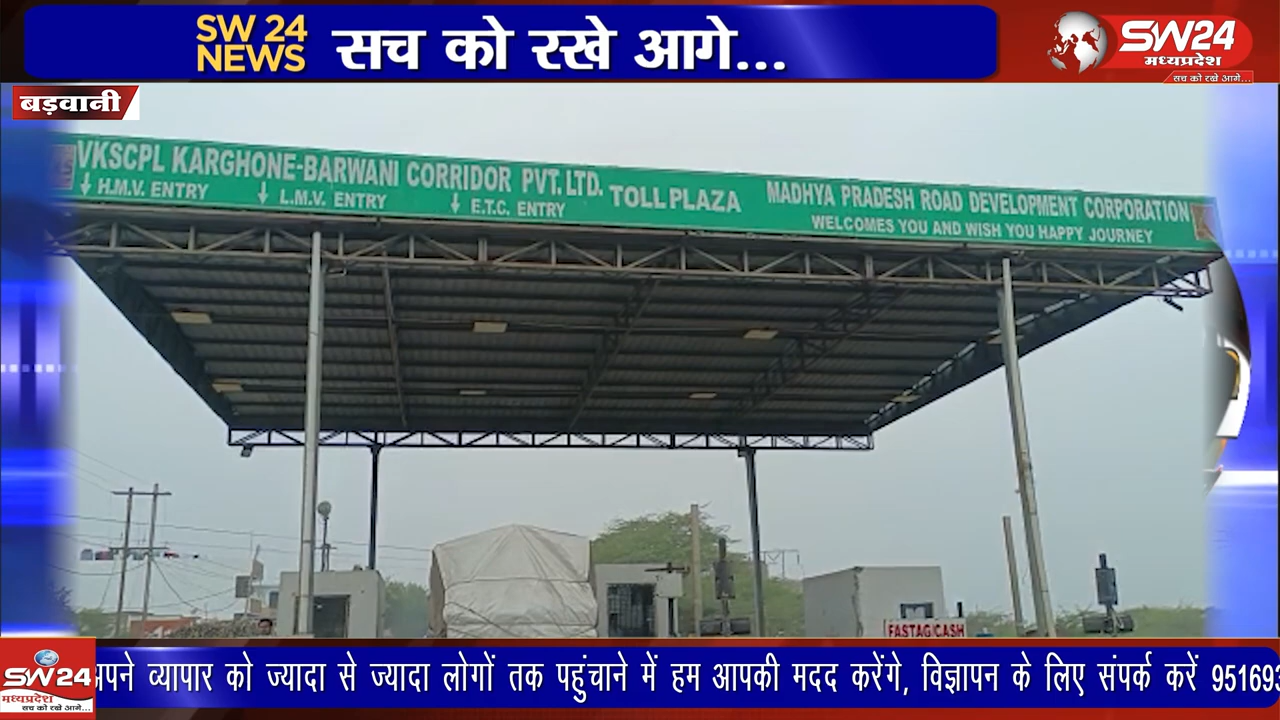 SW 24
NEWS
सच को रखे आगे...
SW24
मध्यप्रदेश
सच को रखे आगे...
बड़वानी
VKSCPL KARGHONE-BARWANI CORRIDOR PVT. LTD. TOLL PLAZA
H.M.V. ENTRY L.M.V. ENTRY E.T.C. ENTRY
MADHYA PRADESH ROAD DEVELOPMENT CORPORATION
WELCOMES YOU AND WISH YOU HAPPY JOURNEY
FASTAG/CASH
SW24
मध्यप्रदेश
सच को रखे आगे...
अपने व्यापार को ज्यादा से ज्यादा लोगों तक पहुंचाने में हम आपकी मदद करेंगे, विज्ञापन के लिए संपर्क करें 951693